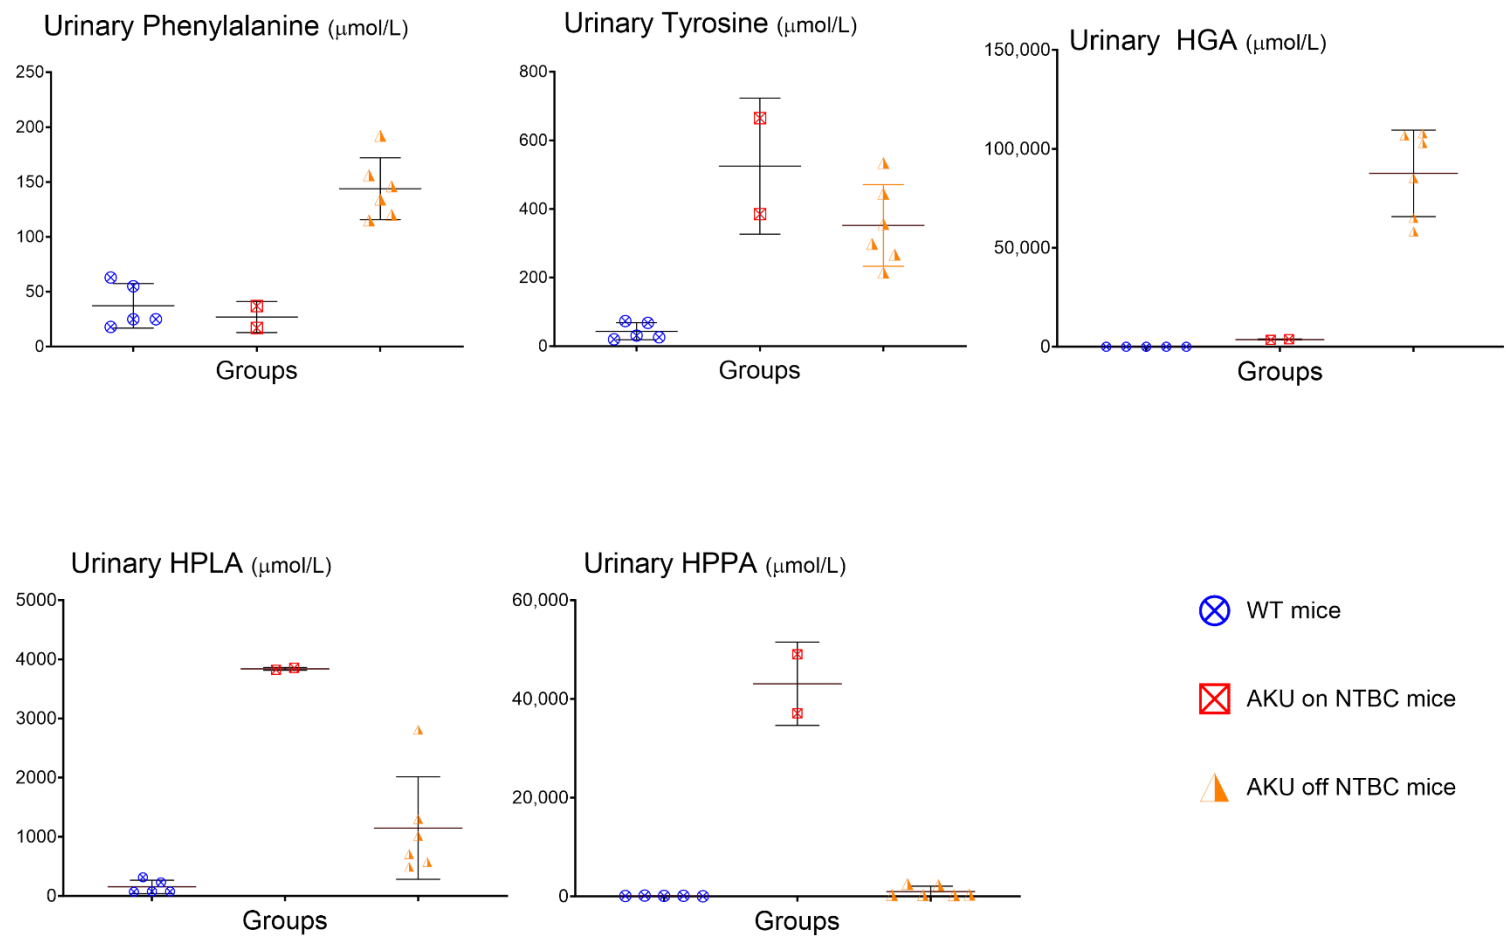 Urinary Phenylalanine (μmol/L)
250
200
150
100
50
0
Groups
Urinary Tyrosine (μmol/L)
800
600
400
200
0
Groups
Urinary HGA (μmol/L)
150,000
100,000
50,000
0
Groups
Urinary HPLA (μmol/L)
5000
4000
3000
2000
1000
0
Groups
Urinary HPPA (μmol/L)
60,000
40,000
20,000
0
Groups
WT mice
AKU on NTBC mice
AKU off NTBC mice